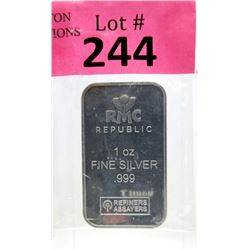 TON
IONS
Lot #
244
RMC
REPUBLIC
1 oz
FINE SILVER
.999
REFINERS
ASSAYERS